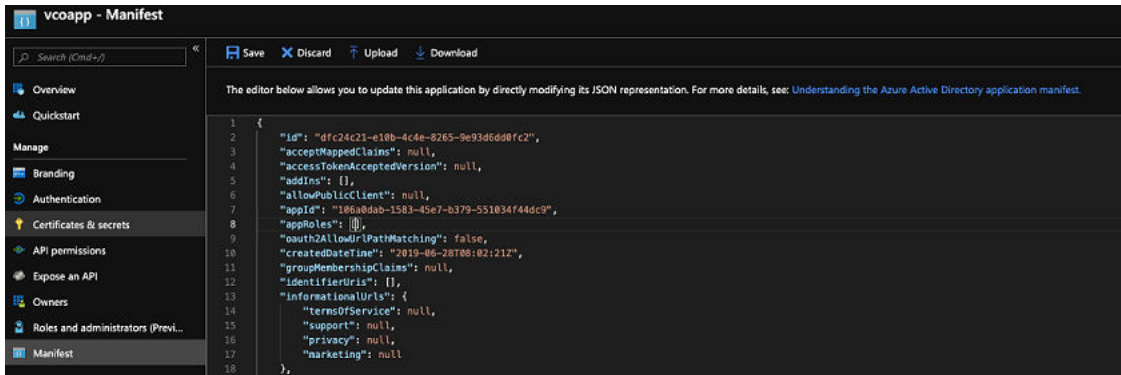 vcoapp - Manifest
Search (Cmd+/)
«
Save Discard Upload Download
Overview
Quickstart
Manage
Branding
Authentication
Certificates & secrets
API permissions
Expose an API
Owners
Roles and administrators (Previ...
Manifest
The editor below allows you to update this application by directly modifying its JSON representation. For more details, see: Understanding the Azure Active Directory application manifest.
1 {
2 "id": "dfc24c21-e10b-4c4e-8265-9e93d6dd0fc2",
3 "acceptMappedClaims": null,
4 "accessTokenAcceptedVersion": null,
5 "addIns": [],
6 "allowPublicClient": null,
7 "appId": "106a0dab-1583-45e7-b379-551034f44dc9",
8 "appRoles": [],
9 "oauth2AllowUrlPathMatching": false,
10 "createdDateTime": "2019-06-28T08:02:21Z",
11 "groupMembershipClaims": null,
12 "identifierUris": [],
13 "informationalUrls": {
14 "termsOfService": null,
15 "support": null,
16 "privacy": null,
17 "marketing": null
18 },